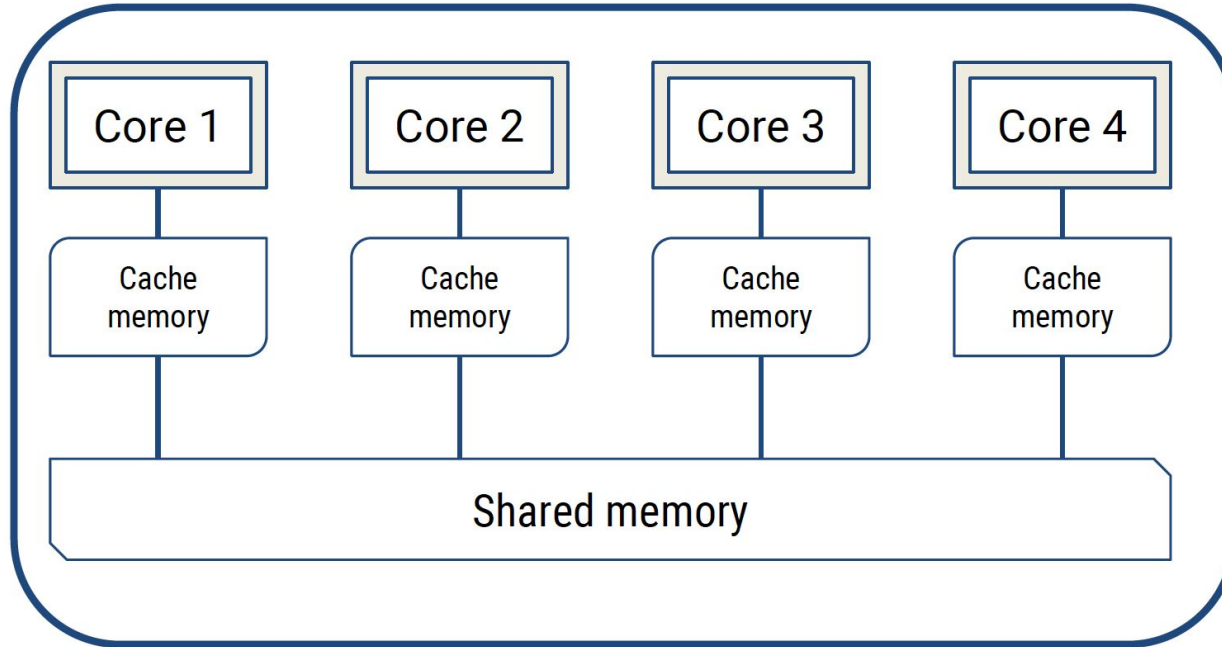 Core 1
Core 2
Core 3
Core 4
Cache
memory
Cache
memory
Cache
memory
Cache
memory
Shared memory